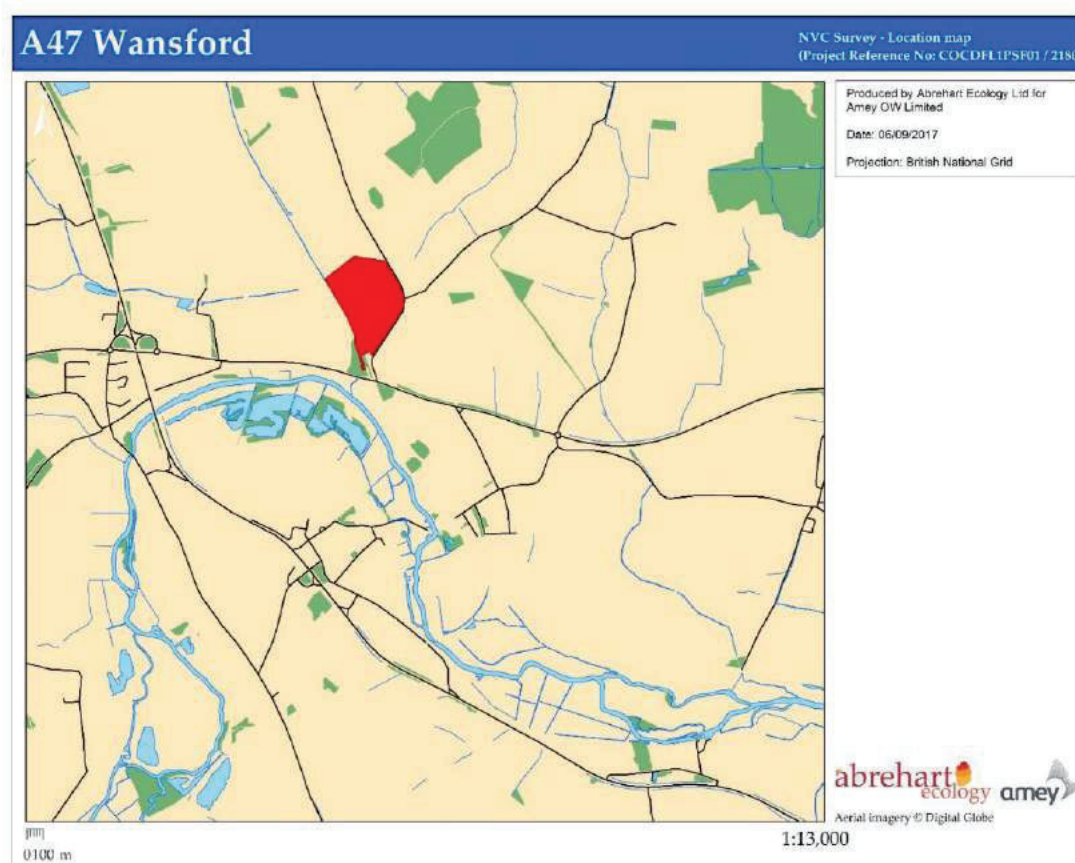 A47 Wansford
NVC Survey - Location map
(Project Reference No: COCDFL1PSF01 / 2180
Produced by Abrehart Ecology Ltd for
Amey OW Limited
Date: 06/09/2017
Projection: British National Grid
abrehart
ecology
amey
Aerial imagery © Digital Globe
1:13,000
0100 m